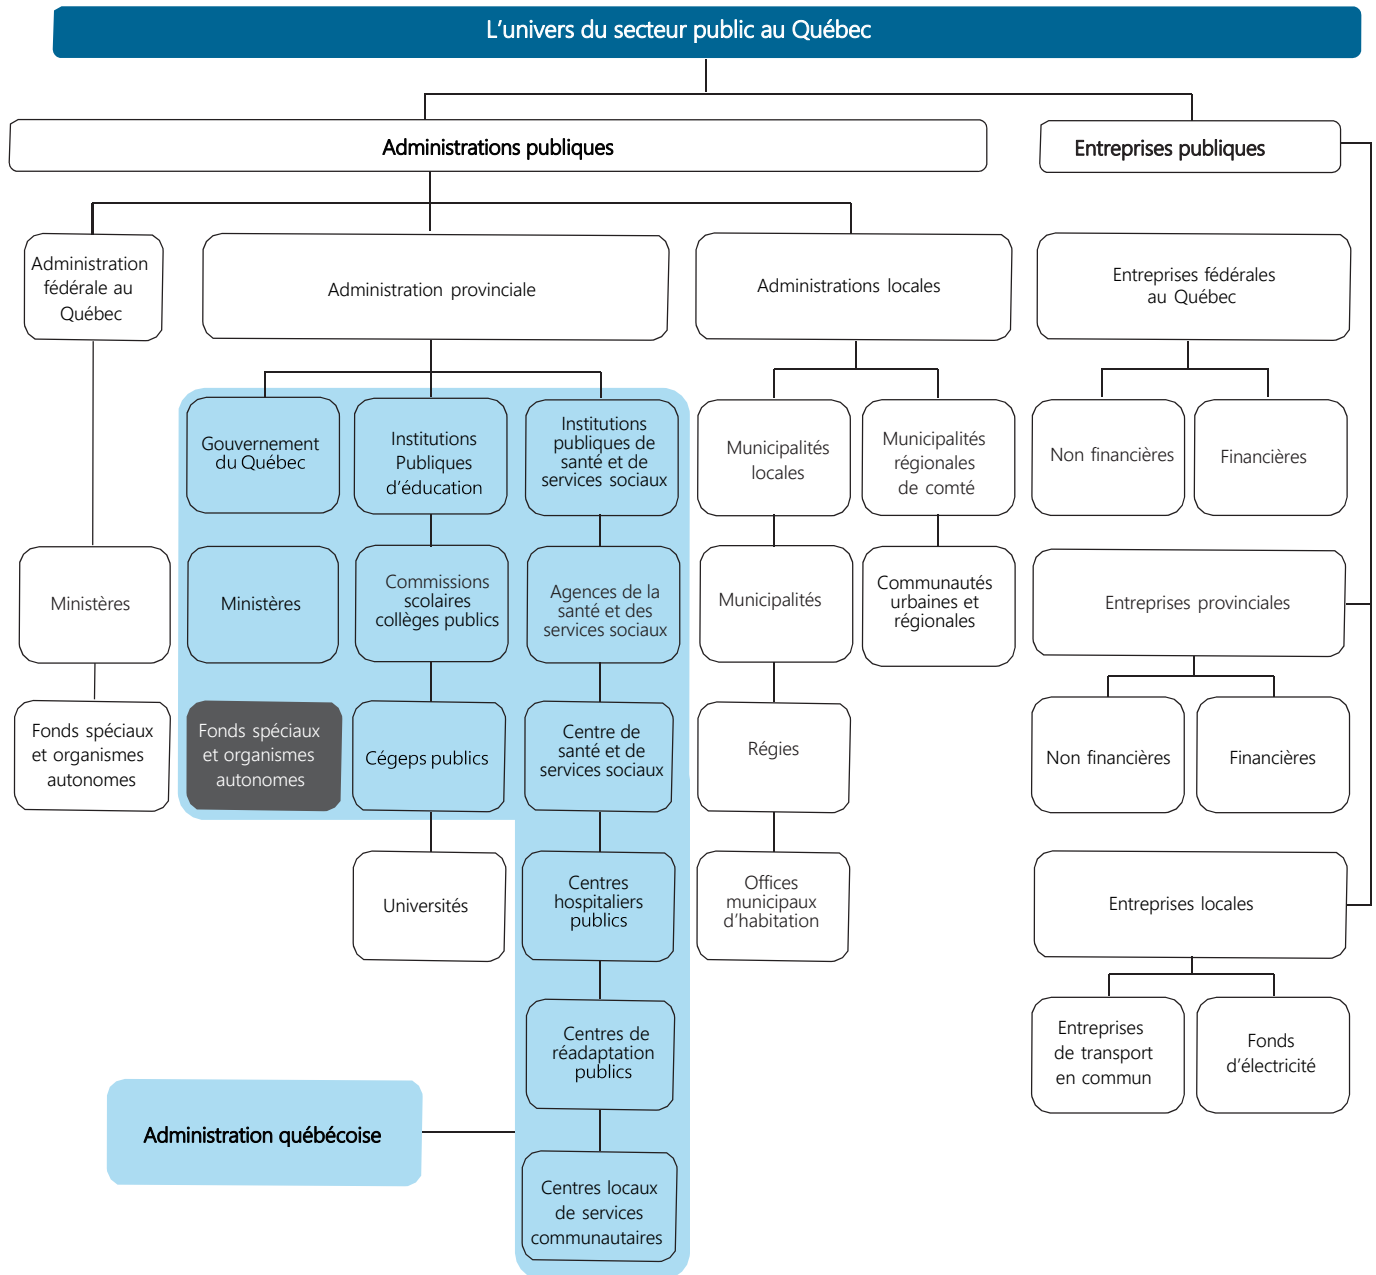 L'univers du secteur public au Québec
Administrations publiques
Entreprises publiques
Administration
fédérale au
Québec
Administration provinciale
Administrations locales
Entreprises fédérales
au Québec
Gouvernement
du Québec
Institutions
Publiques
d'éducation
Institutions
publiques de
santé et de
services sociaux
Municipalités
locales
Municipalités
régionales
de comté
Non financières
Financières
Ministères
Ministères
Commissions
scolaires
collèges publics
Agences de la
santé et des
services sociaux
Municipalités
Communautés
urbaines et
régionales
Entreprises provinciales
Fonds spéciaux
et organismes
autonomes
Fonds spéciaux
et organismes
autonomes
Cégeps publics
Centre de
santé et de
services sociaux
Régies
Non financières
Financières
Universités
Centres
hospitaliers
publics
Offices
municipaux
d'habitation
Entreprises locales
Centres de
réadaptation
publics
Entreprises
de transport
en commun
Fonds
d'électricité
Administration québécoise
Centres locaux
de services
communautaires